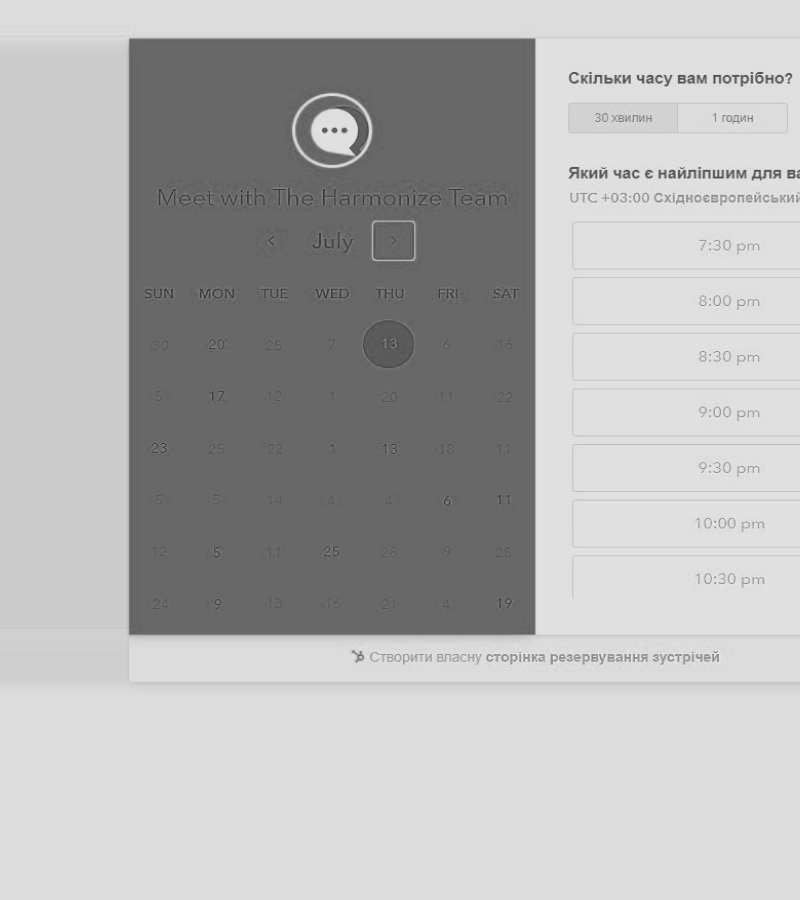 Meet with The Harmonize Team
July
SUN MON TUE WED THU FRI SAT
30 20 25 7 13 6 16
5 17 12 1 20 11 22
23 25 22 1 13 18 11
5 5 14 4 4 6 11
12 5 11 25 28 9 25
24 9 13 16 21 4 19
Скільки часу вам потрібно?
30 хвилин 1 годин
Який час є найліпшим для ва
UTC +03:00 Східноєвропейський
7:30 pm
8:00 pm
8:30 pm
9:00 pm
9:30 pm
10:00 pm
10:30 pm
Створити власну сторінка резервування зустрічей